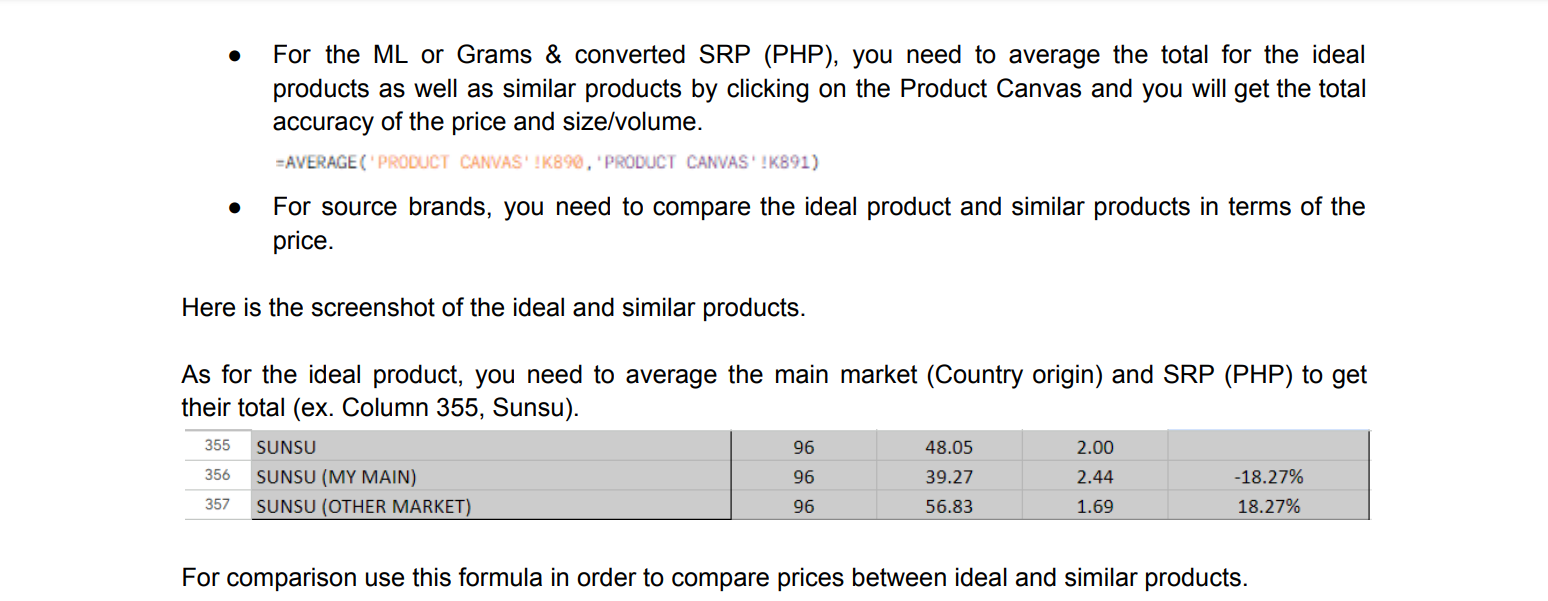 ● For the ML or Grams & converted SRP (PHP), you need to average the total for the ideal
products as well as similar products by clicking on the Product Canvas and you will get the total
accuracy of the price and size/volume.
=AVERAGE('PRODUCT CANVAS'!K890,'PRODUCT CANVAS'!K891)
● For source brands, you need to compare the ideal product and similar products in terms of the
price.
Here is the screenshot of the ideal and similar products.
As for the ideal product, you need to average the main market (Country origin) and SRP (PHP) to get
their total (ex. Column 355, Sunsu).
355 SUNSU 96 48.05 2.00
356 SUNSU (MY MAIN) 96 39.27 2.44 -18.27%
357 SUNSU (OTHER MARKET) 96 56.83 1.69 18.27%
For comparison use this formula in order to compare prices between ideal and similar products.